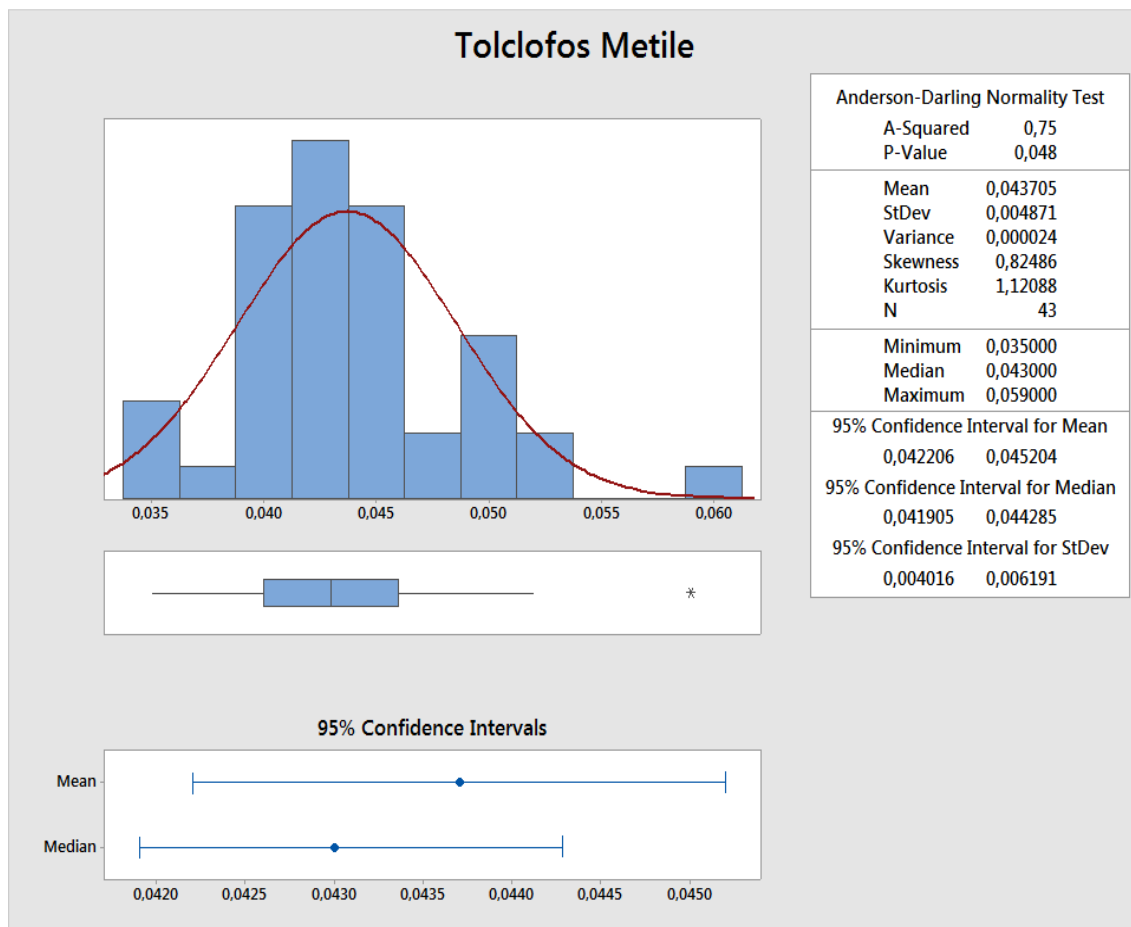 Tolclofos Metile
Anderson-Darling Normality Test
A-Squared 0,75
P-Value 0,048
Mean 0,043705
StDev 0,004871
Variance 0,000024
Skewness 0,82486
Kurtosis 1,12088
N 43
Minimum 0,035000
Median 0,043000
Maximum 0,059000
95% Confidence Interval for Mean
0,042206 0,045204
95% Confidence Interval for Median
0,041905 0,044285
95% Confidence Interval for StDev
0,004016 0,006191
0,035 0,040 0,045 0,050 0,055 0,060
95% Confidence Intervals
Mean
Median
0,0420 0,0425 0,0430 0,0435 0,0440 0,0445 0,0450